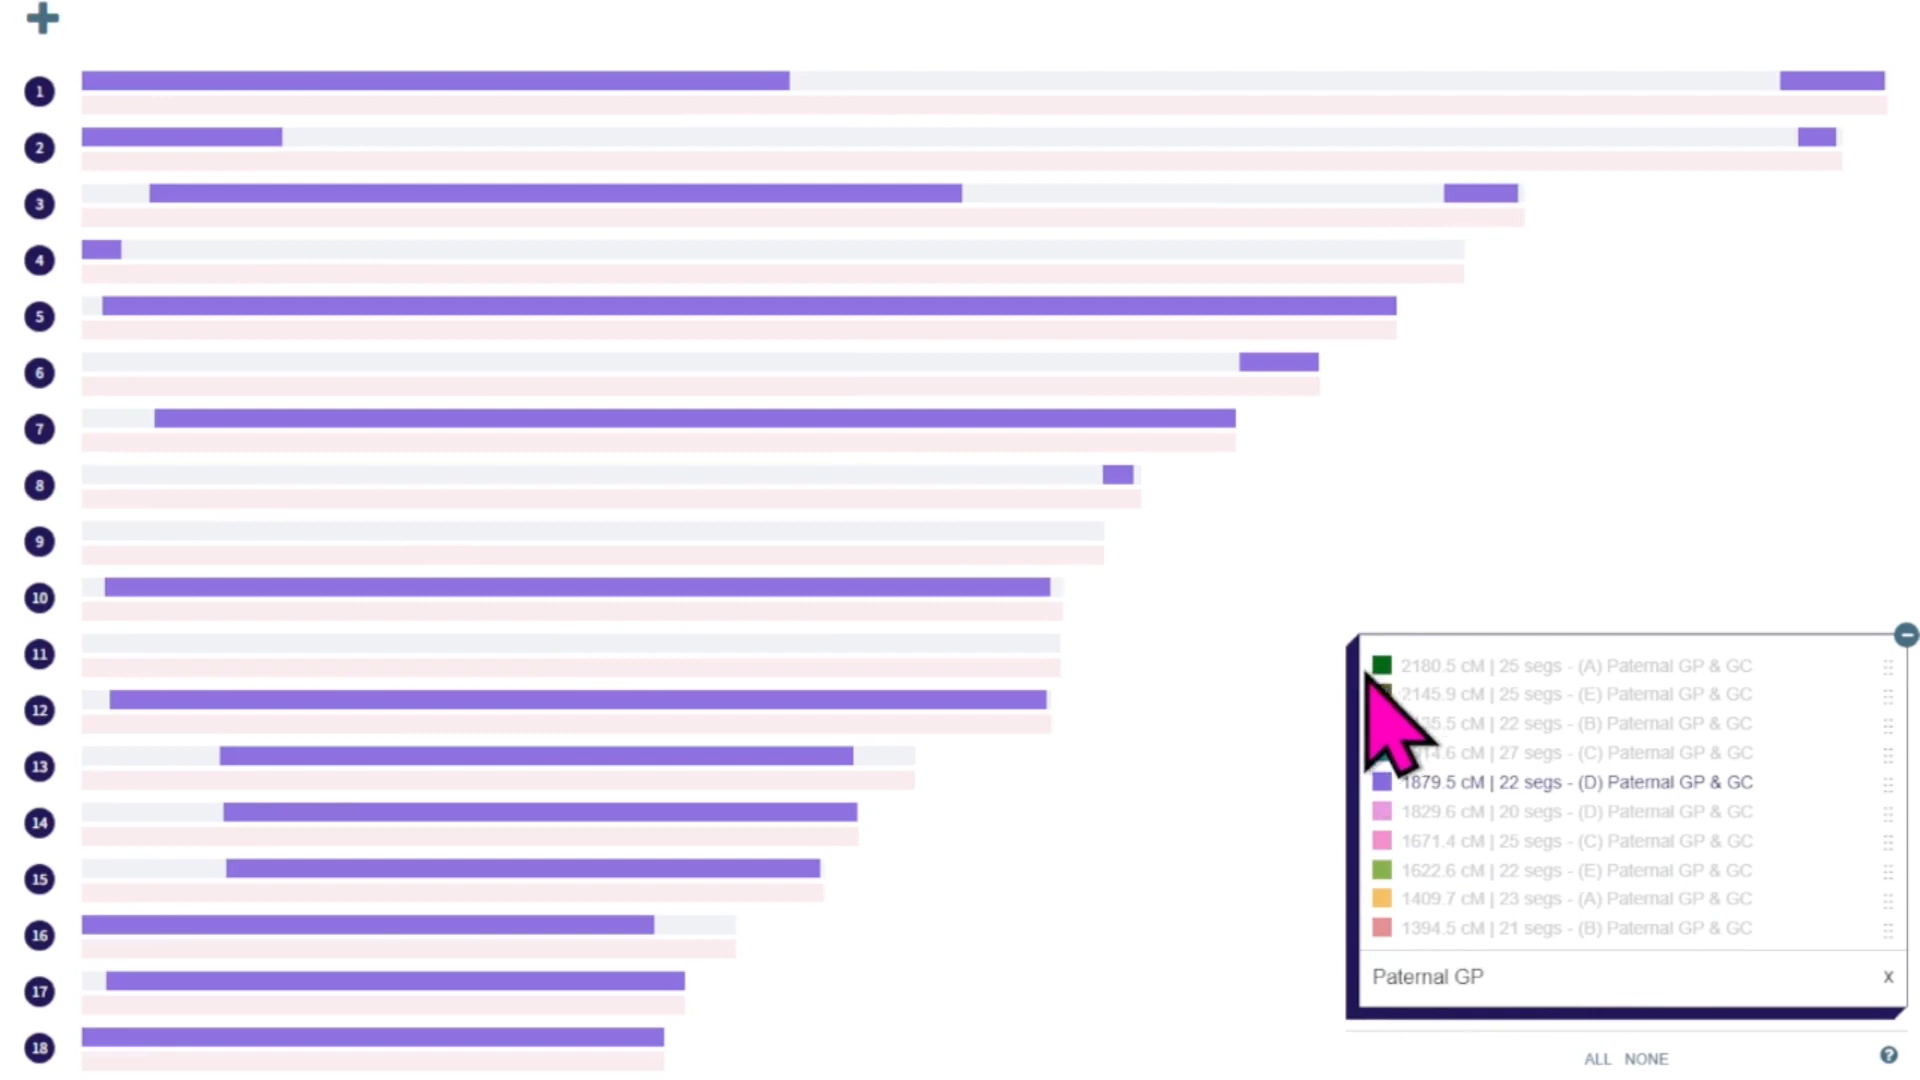 1
2
3
4
5
6
7
8
9
10
11
12
13
14
15
16
17
18
2180.5 cM | 25 segs - (A) Paternal GP & GC
2145.9 cM | 25 segs - (E) Paternal GP & GC
cM | 22 segs - (B) Paternal GP & GC
cM | 27 segs - (C) Paternal GP & GC
1879.5 cM | 22 segs - (D) Paternal GP & GC
1829.6 cM | 20 segs - (D) Paternal GP & GC
1671.4 cM | 25 segs - (C) Paternal GP & GC
1622.6 cM | 22 segs - (E) Paternal GP & GC
1409.7 cM | 23 segs - (A) Paternal GP & GC
1394.5 cM | 21 segs - (B) Paternal GP & GC
Paternal GP x
ALL NONE ?